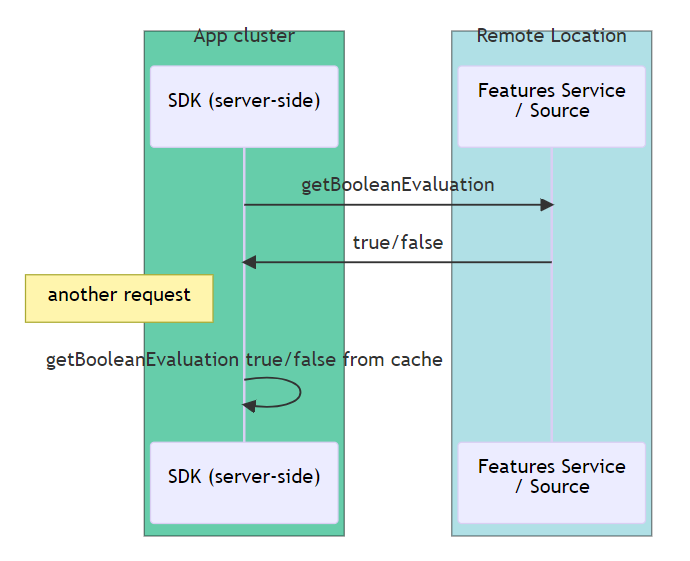 App cluster
Remote Location
SDK (server-side)
Features Service
/ Source
getBooleanEvaluation
true/false
another request
getBooleanEvaluation true/false from cache
SDK (server-side)
Features Service
/ Source